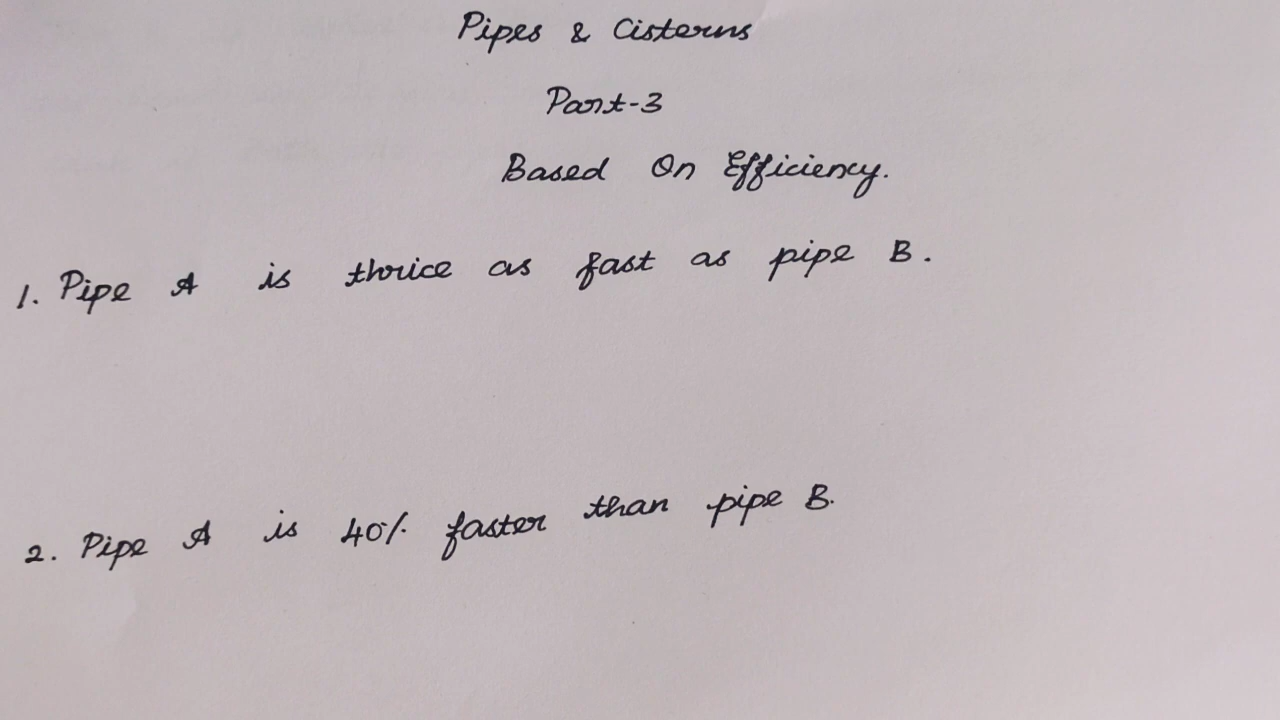 Pipes & Cisterns
Part-3
Based On Efficiency.
1. Pipe A is thrice as fast as pipe B.
2. Pipe A is 40% faster than pipe B.